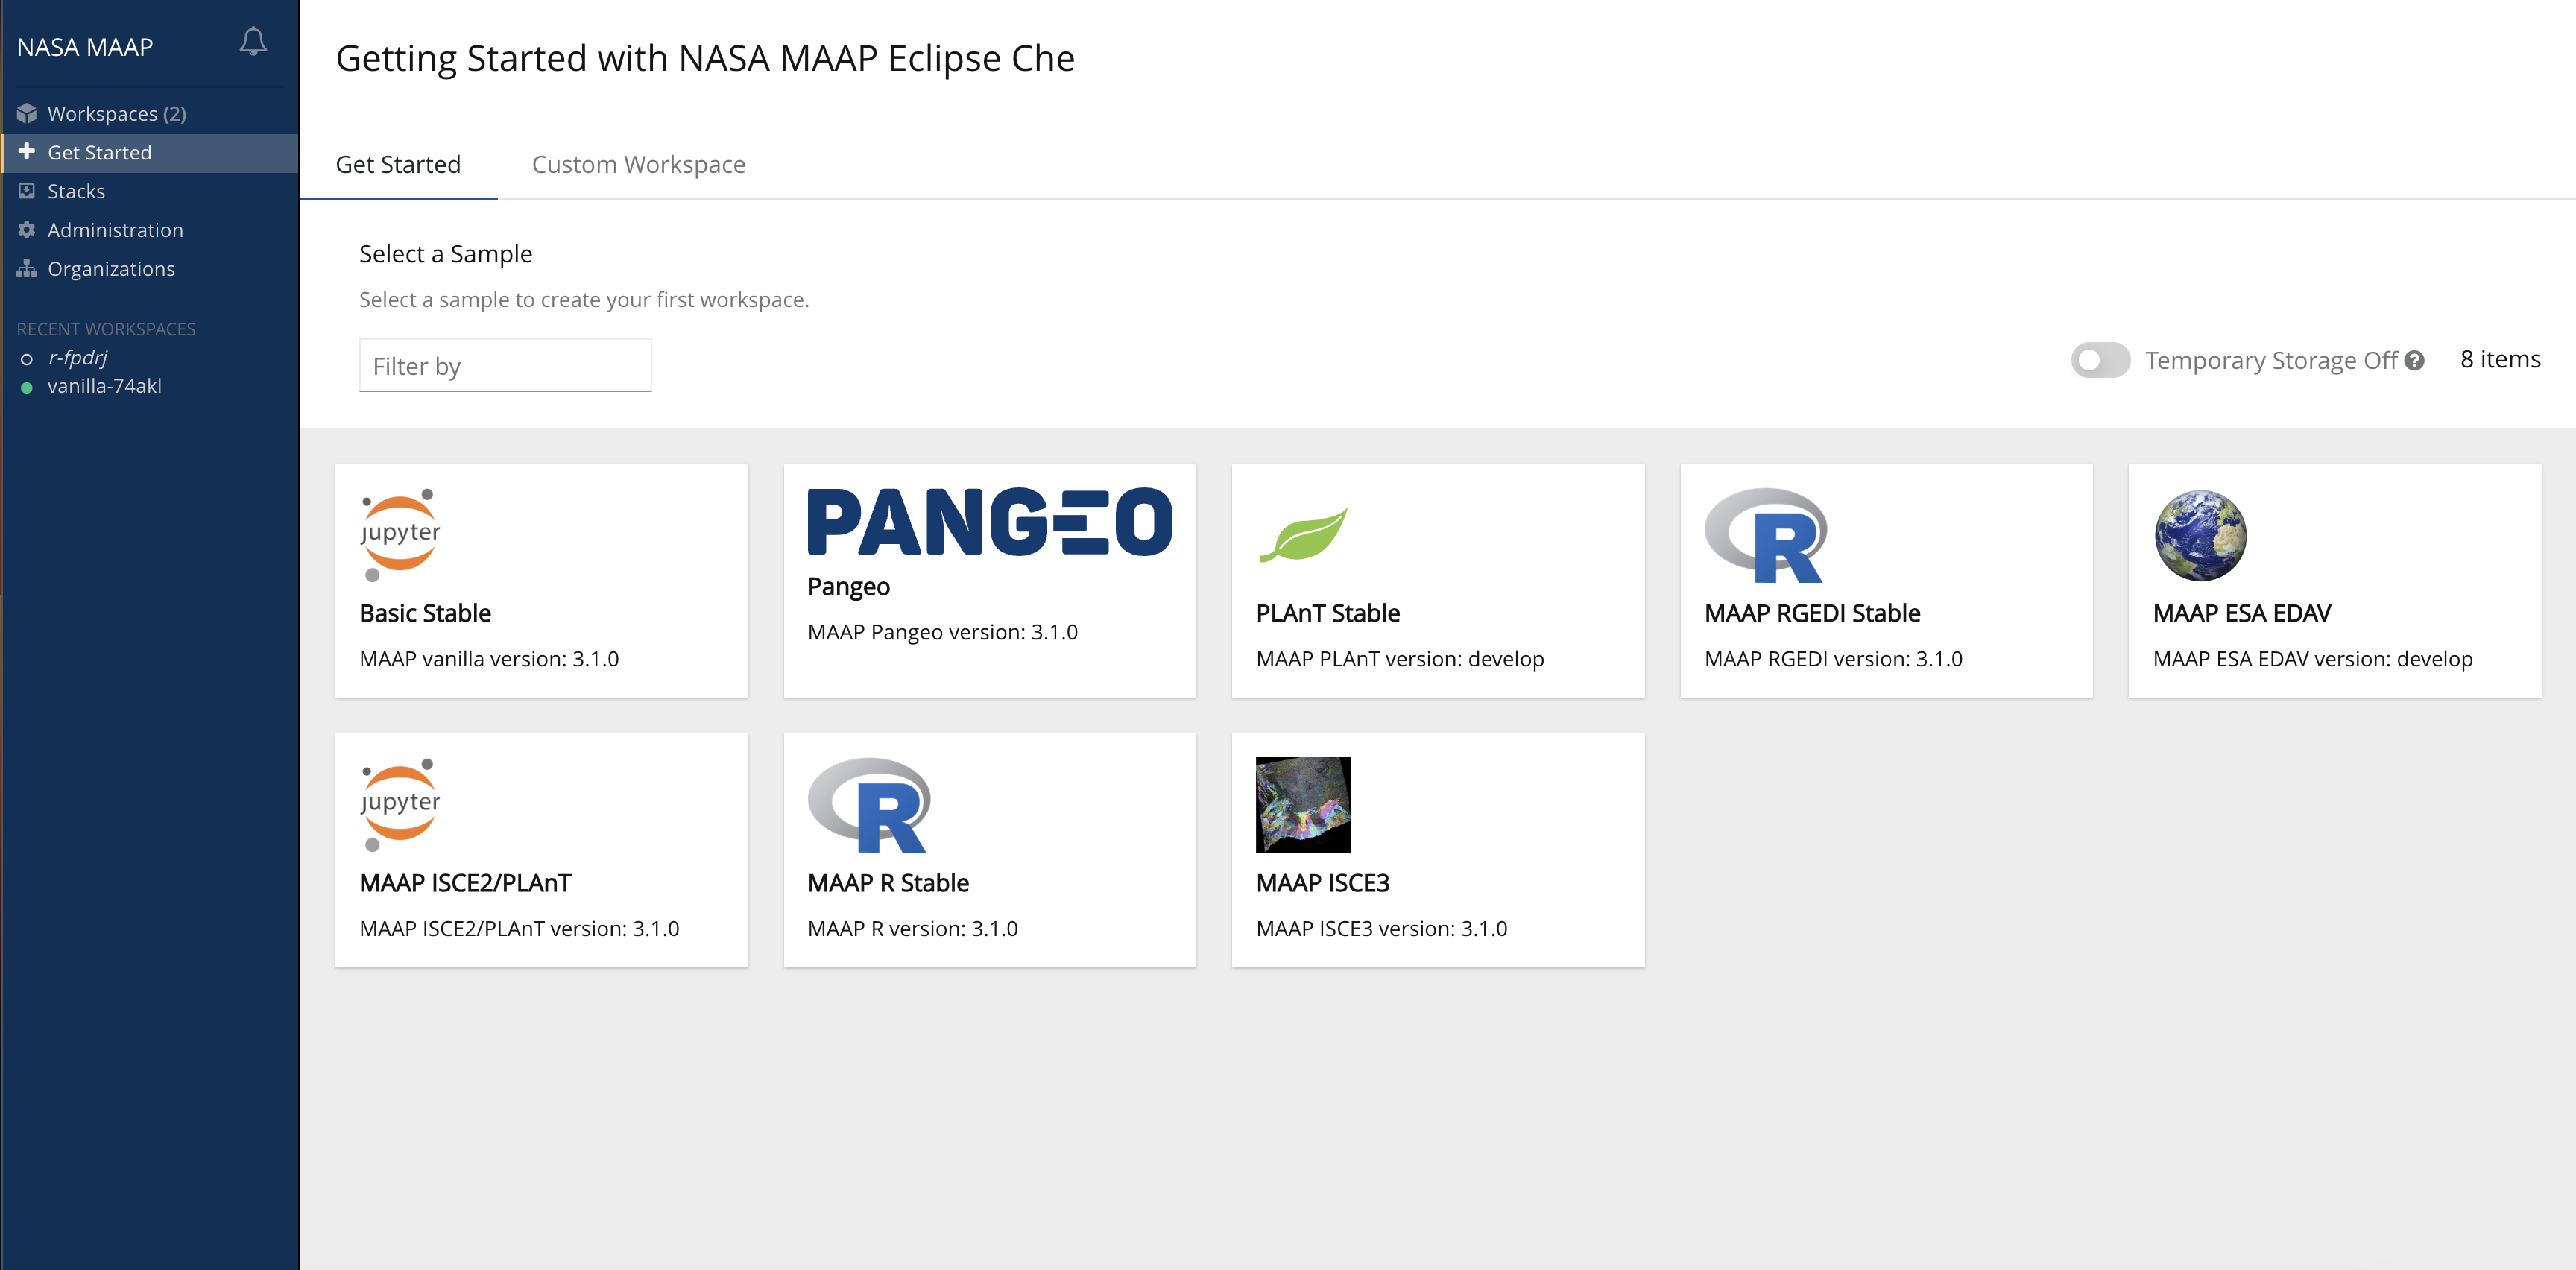 NASA MAAP
Workspaces (2)
Get Started
Stacks
Administration
Organizations
RECENT WORKSPACES
r-fpdrj
vanilla-74akl
Getting Started with NASA MAAP Eclipse Che
Get Started
Custom Workspace
Select a Sample
Select a sample to create your first workspace.
Filter by
Temporary Storage Off ?
8 items
jupyter
Basic Stable
MAAP vanilla version: 3.1.0
PANGEO
Pangeo
MAAP Pangeo version: 3.1.0
PLAnT Stable
MAAP PLAnT version: develop
R
MAAP RGEDI Stable
MAAP RGEDI version: 3.1.0
MAAP ESA EDAV
MAAP ESA EDAV version: develop
jupyter
MAAP ISCE2/PLAnT
MAAP ISCE2/PLAnT version: 3.1.0
R
MAAP R Stable
MAAP R version: 3.1.0
MAAP ISCE3
MAAP ISCE3 version: 3.1.0